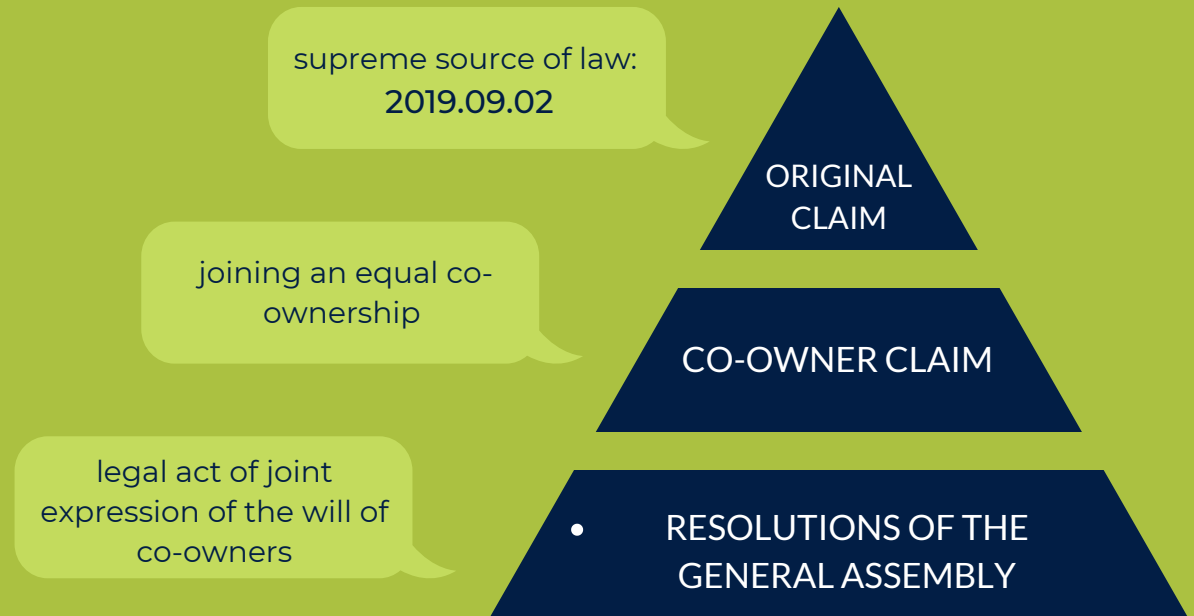 supreme source of law:
2019.09.02
ORIGINAL
CLAIM
joining an equal co-
ownership
CO-OWNER CLAIM
legal act of joint
expression of the will of
co-owners
• RESOLUTIONS OF THE
GENERAL ASSEMBLY